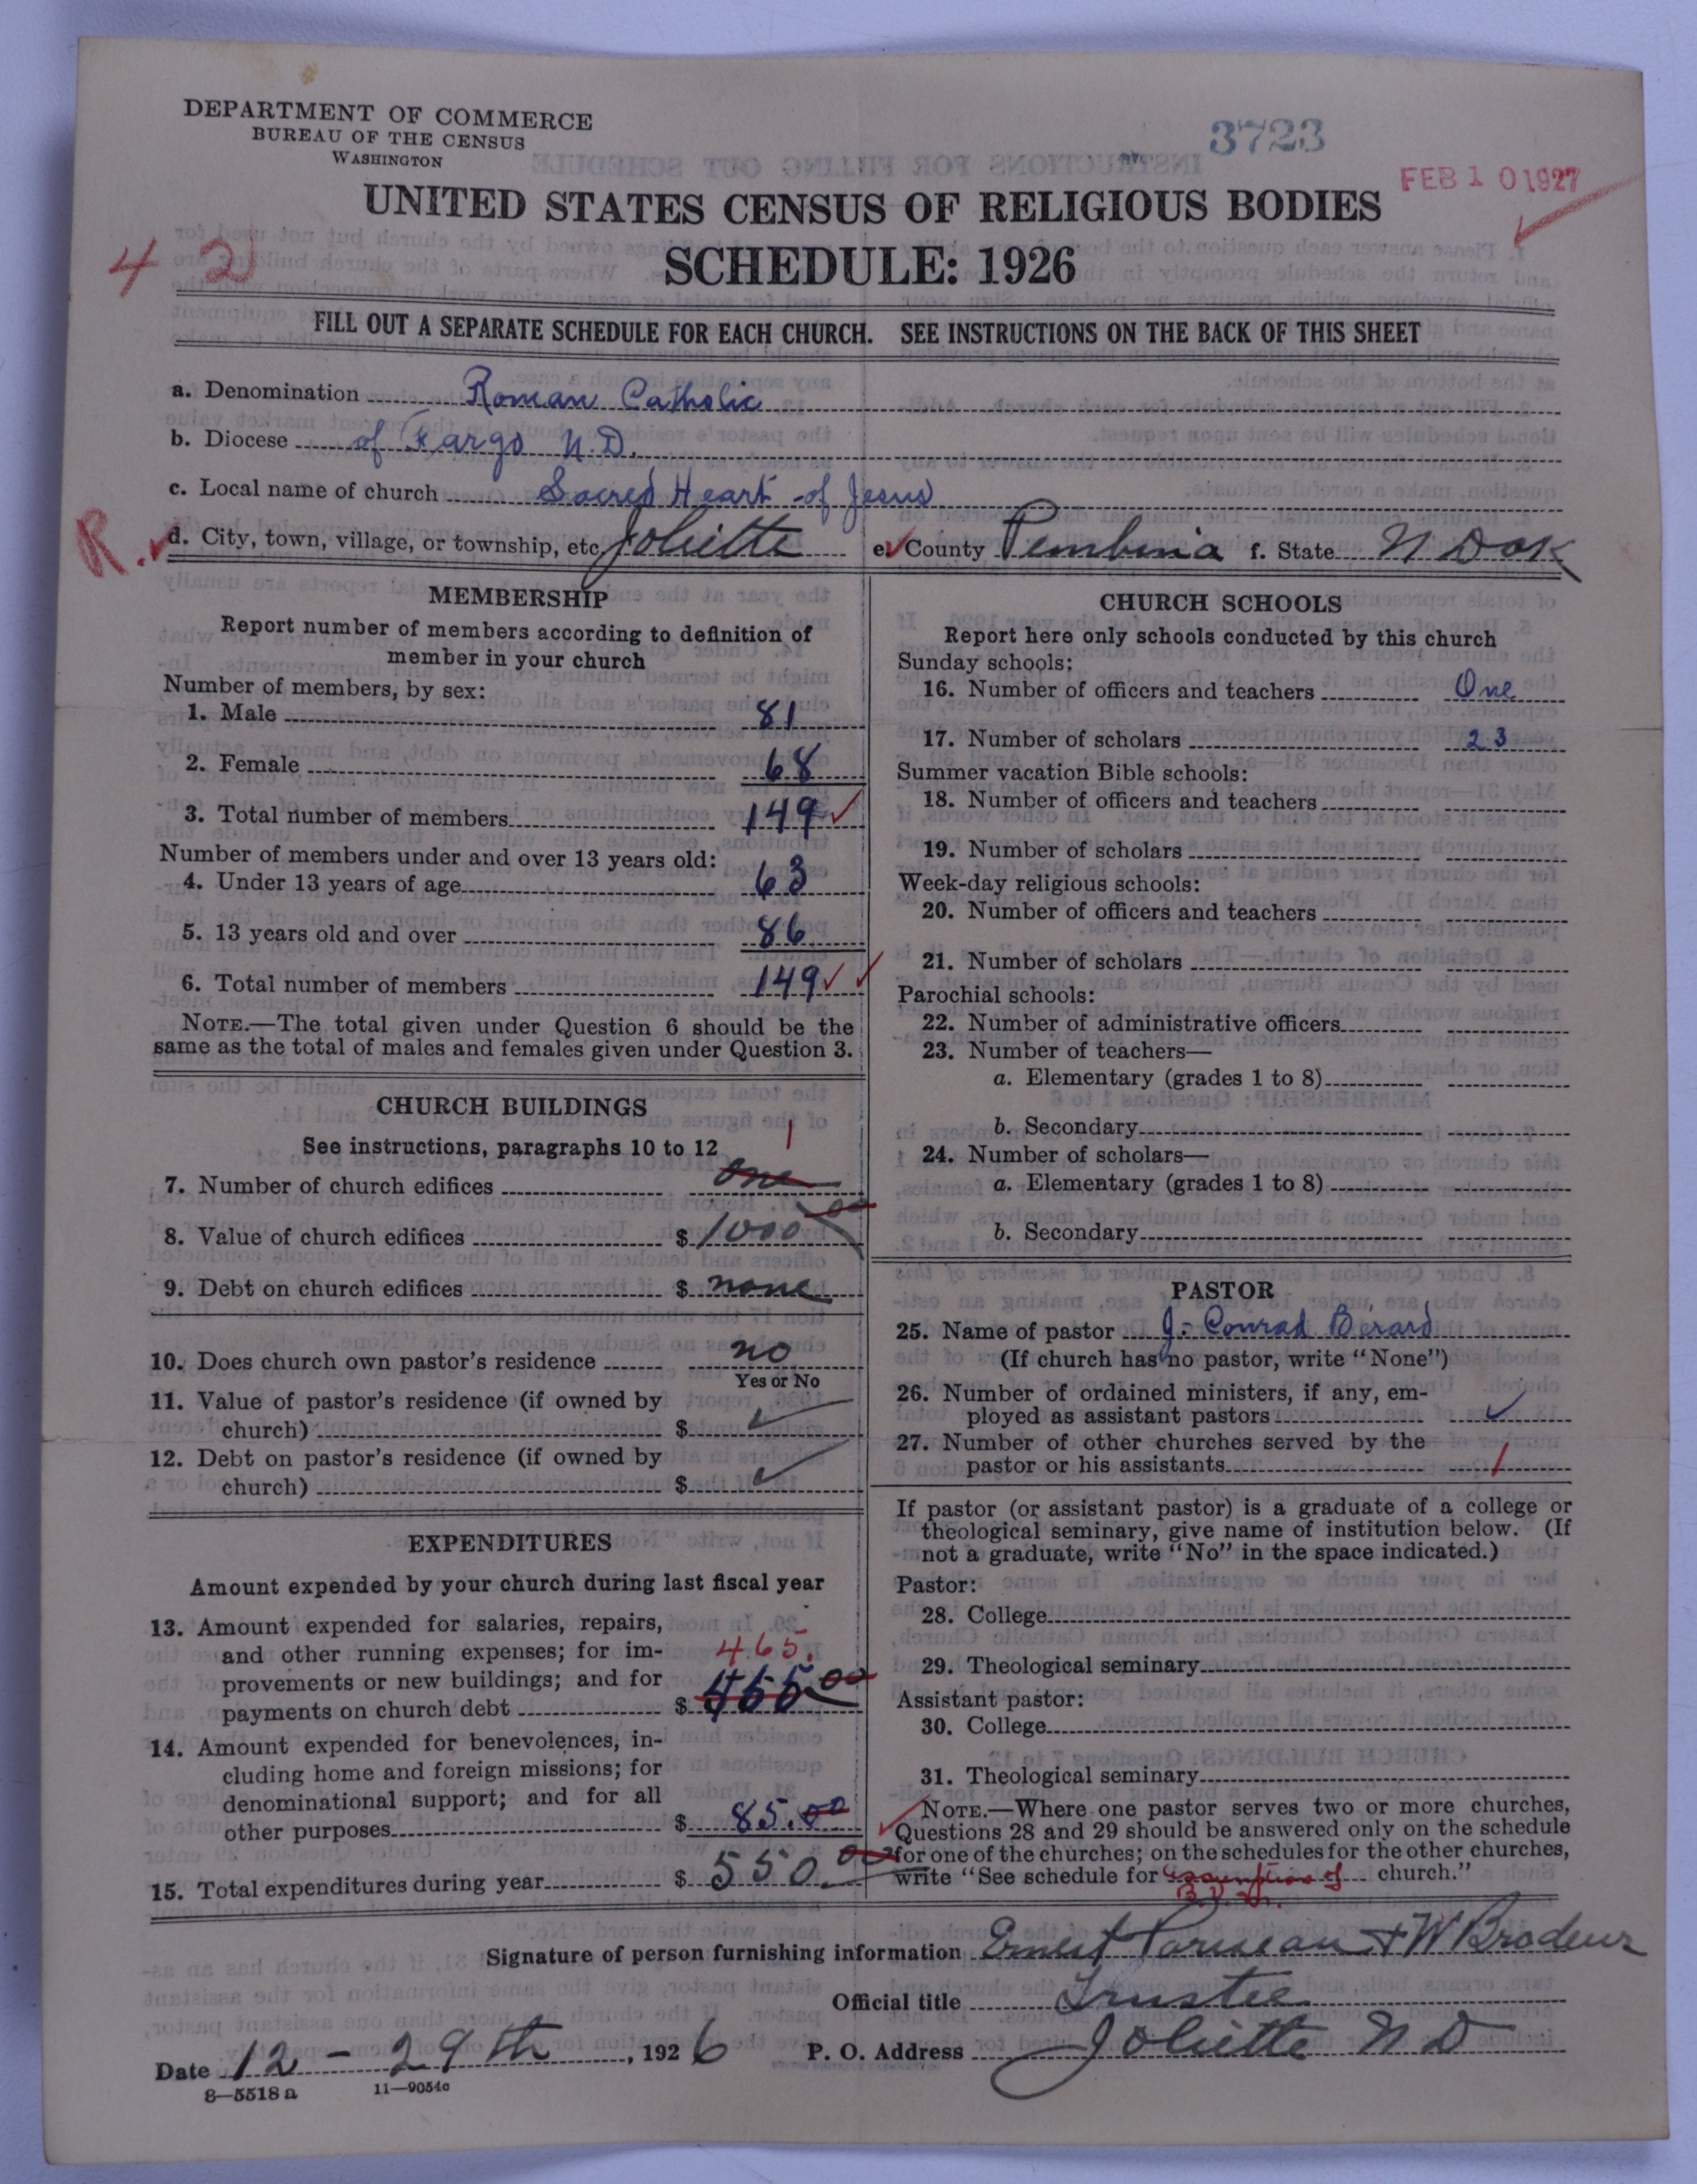 DEPARTMENT OF COMMERCE
BUREAU OF THE CENSUS
WASHINGTON
3723
FEB 10 1927
UNITED STATES CENSUS OF RELIGIOUS BODIES
SCHEDULE: 1926
4 2
FILL OUT A SEPARATE SCHEDULE FOR EACH CHURCH. SEE INSTRUCTIONS ON THE BACK OF THIS SHEET
a. Denomination Roman Catholic
b. Diocese of Fargo N.D.
c. Local name of church Sacred Heart of Jesus
R. d. City, town, village, or township, etc. Joliette e. County Pembina f. State N Dak
MEMBERSHIP
Report number of members according to definition of
member in your church
Number of members, by sex:
1. Male 81
2. Female 68
3. Total number of members 149
Number of members under and over 13 years old:
4. Under 13 years of age 63
5. 13 years old and over 86
6. Total number of members 149
NOTE.—The total given under Question 6 should be the
same as the total of males and females given under Question 3.
CHURCH BUILDINGS
See instructions, paragraphs 10 to 12
1
7. Number of church edifices One
8. Value of church edifices $ 1000 00
9. Debt on church edifices $ none
10. Does church own pastor's residence no
Yes or No
11. Value of pastor's residence (if owned by
church) $ ✓
12. Debt on pastor's residence (if owned by
church) $ ✓
EXPENDITURES
Amount expended by your church during last fiscal year
13. Amount expended for salaries, repairs,
and other running expenses; for im-
465.
provements or new buildings; and for
payments on church debt $ 465 00
14. Amount expended for benevolences, in-
cluding home and foreign missions; for
denominational support; and for all
other purposes $ 85.00
15. Total expenditures during year $ 550.00
CHURCH SCHOOLS
Report here only schools conducted by this church
Sunday schools:
16. Number of officers and teachers One
17. Number of scholars 23
Summer vacation Bible schools:
18. Number of officers and teachers
19. Number of scholars
Week-day religious schools:
20. Number of officers and teachers
21. Number of scholars
Parochial schools:
22. Number of administrative officers
23. Number of teachers—
a. Elementary (grades 1 to 8)
b. Secondary
24. Number of scholars—
a. Elementary (grades 1 to 8)
b. Secondary
PASTOR
25. Name of pastor J. Conrad Berard
(If church has no pastor, write "None")
26. Number of ordained ministers, if any, em-
ployed as assistant pastors ✓
27. Number of other churches served by the
pastor or his assistants 1
If pastor (or assistant pastor) is a graduate of a college or
theological seminary, give name of institution below. (If
not a graduate, write "No" in the space indicated.)
Pastor:
28. College
29. Theological seminary
Assistant pastor:
30. College
31. Theological seminary
NOTE.—Where one pastor serves two or more churches,
Questions 28 and 29 should be answered only on the schedule
for one of the churches; on the schedules for the other churches,
write "See schedule for Assumption of church."
B.V.M.
Signature of person furnishing information Ernest Pariseau + W Brodeur
Official title Trustee
Date 12 - 29th, 1926 P. O. Address Joliette N D
8—5518 a 11—9054c